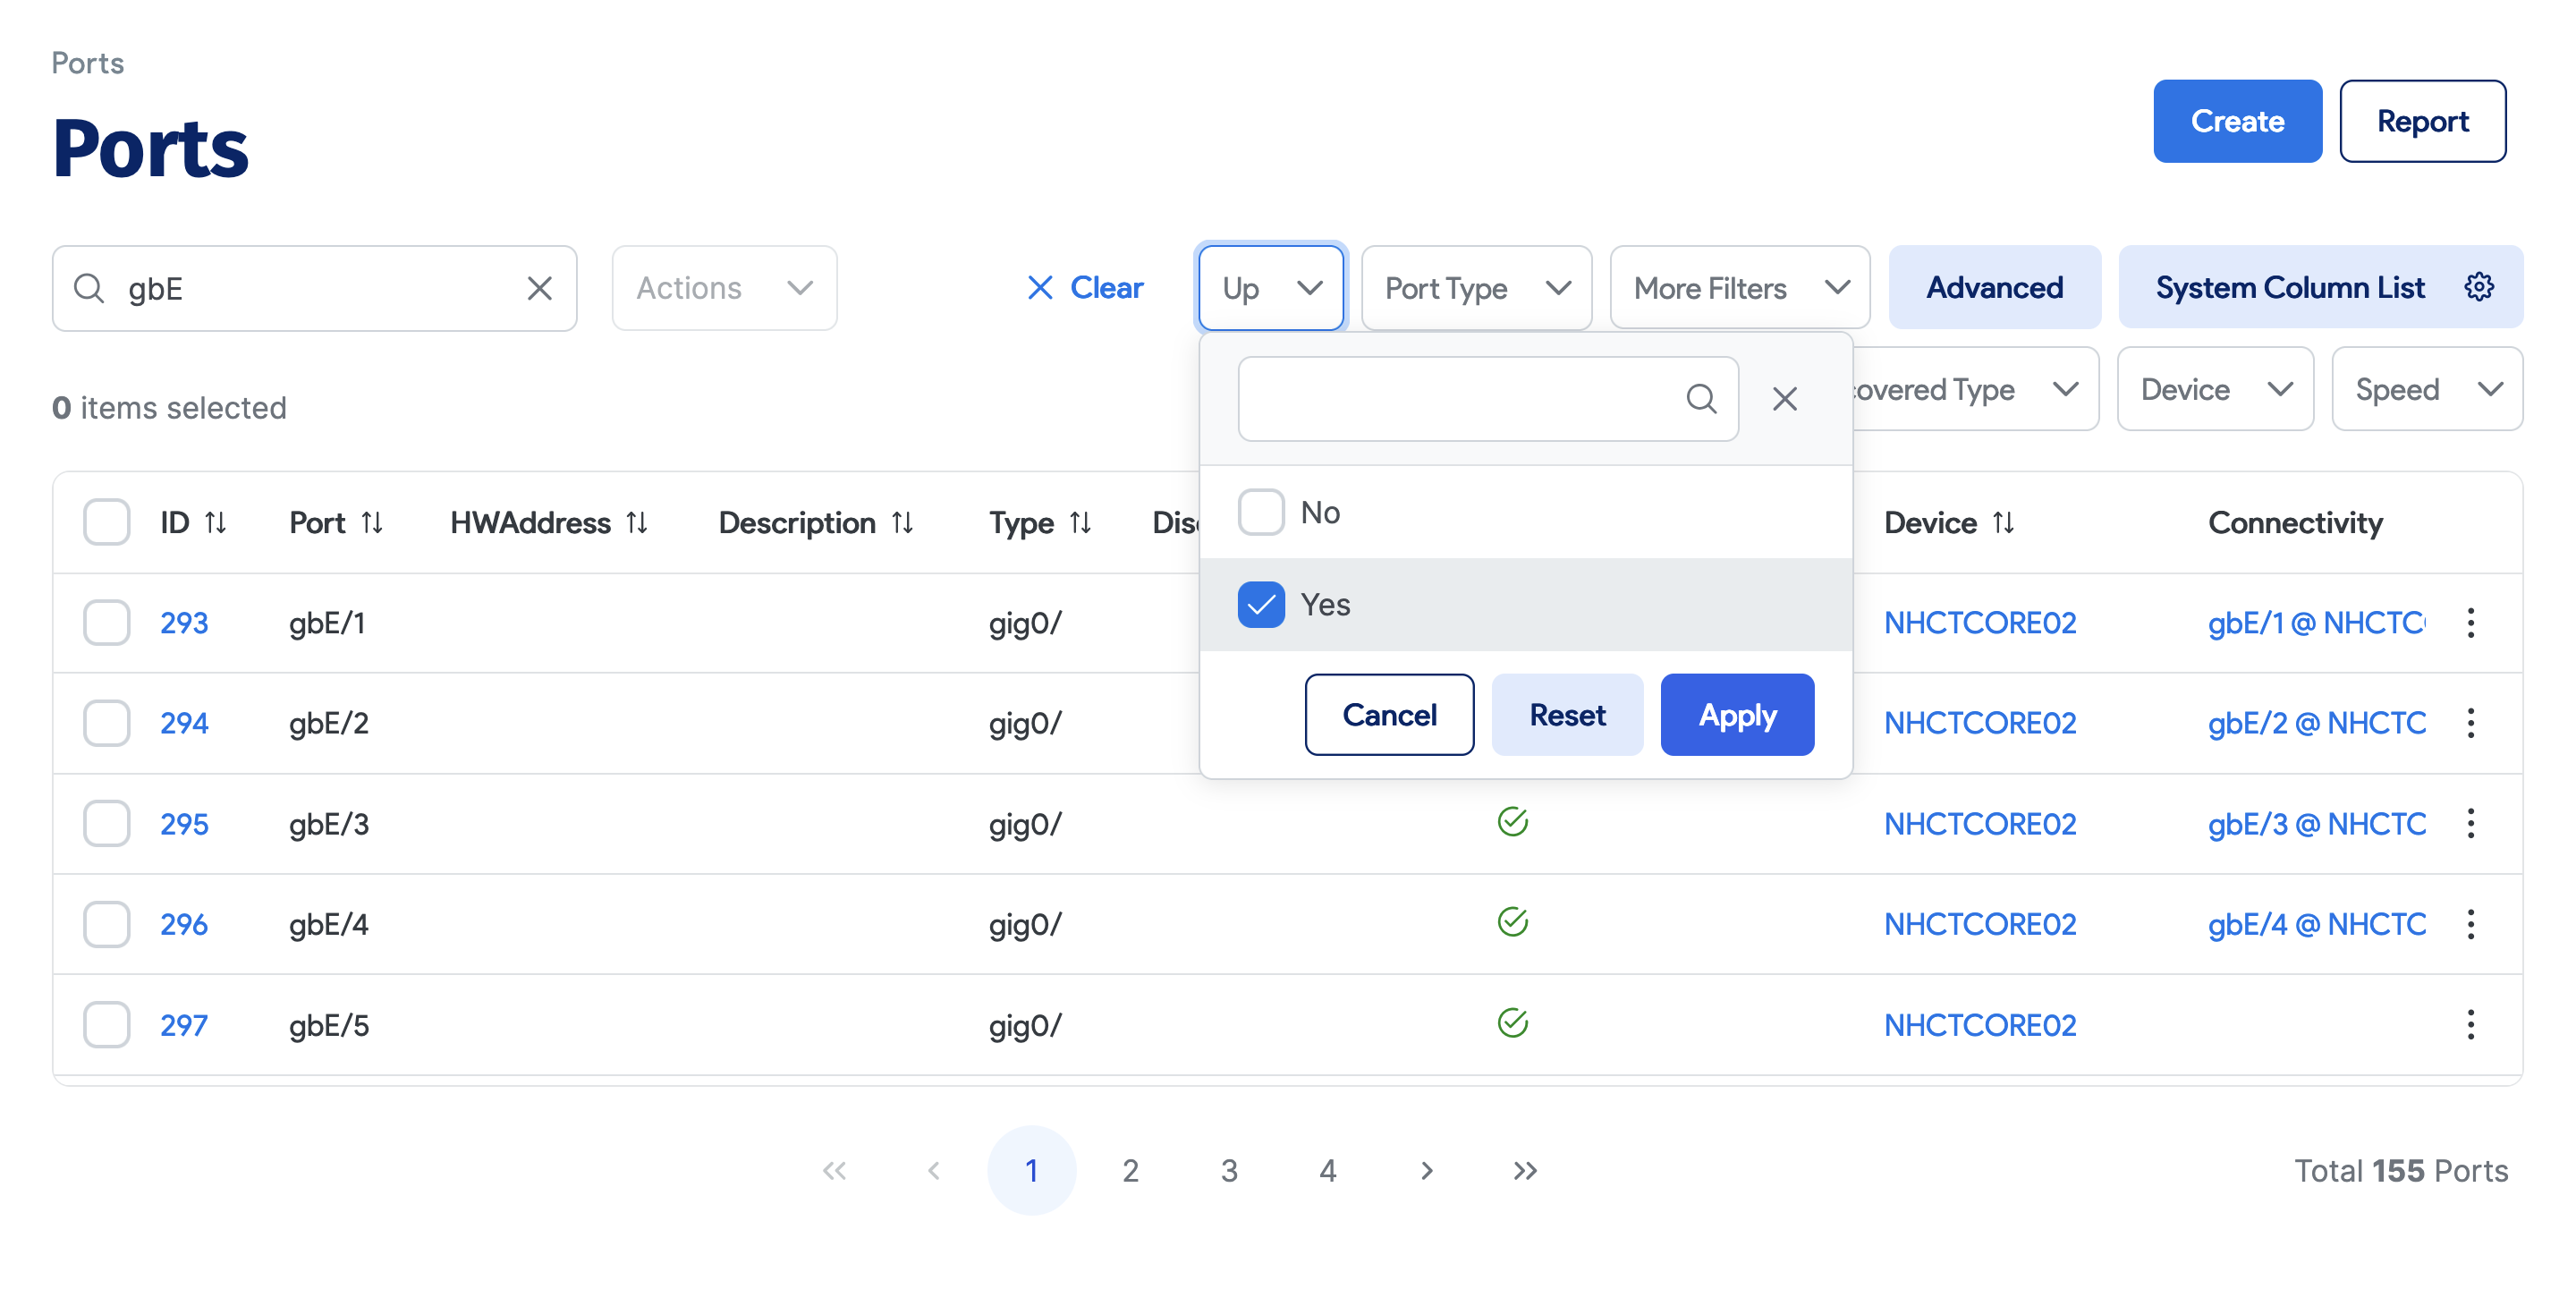 Ports
Ports
Create
Report
gbE
Actions
Clear
Up
Port Type
More Filters
Advanced
System Column List
0 items selected
covered Type
Device
Speed
No
Yes
Cancel
Reset
Apply
ID Port HWAddress Description Type Disc Device Connectivity
293 gbE/1 gig0/ NHCTCORE02 gbE/1 @ NHCTC
294 gbE/2 gig0/ NHCTCORE02 gbE/2 @ NHCTC
295 gbE/3 gig0/ NHCTCORE02 gbE/3 @ NHCTC
296 gbE/4 gig0/ NHCTCORE02 gbE/4 @ NHCTC
297 gbE/5 gig0/ NHCTCORE02
1 2 3 4
Total 155 Ports